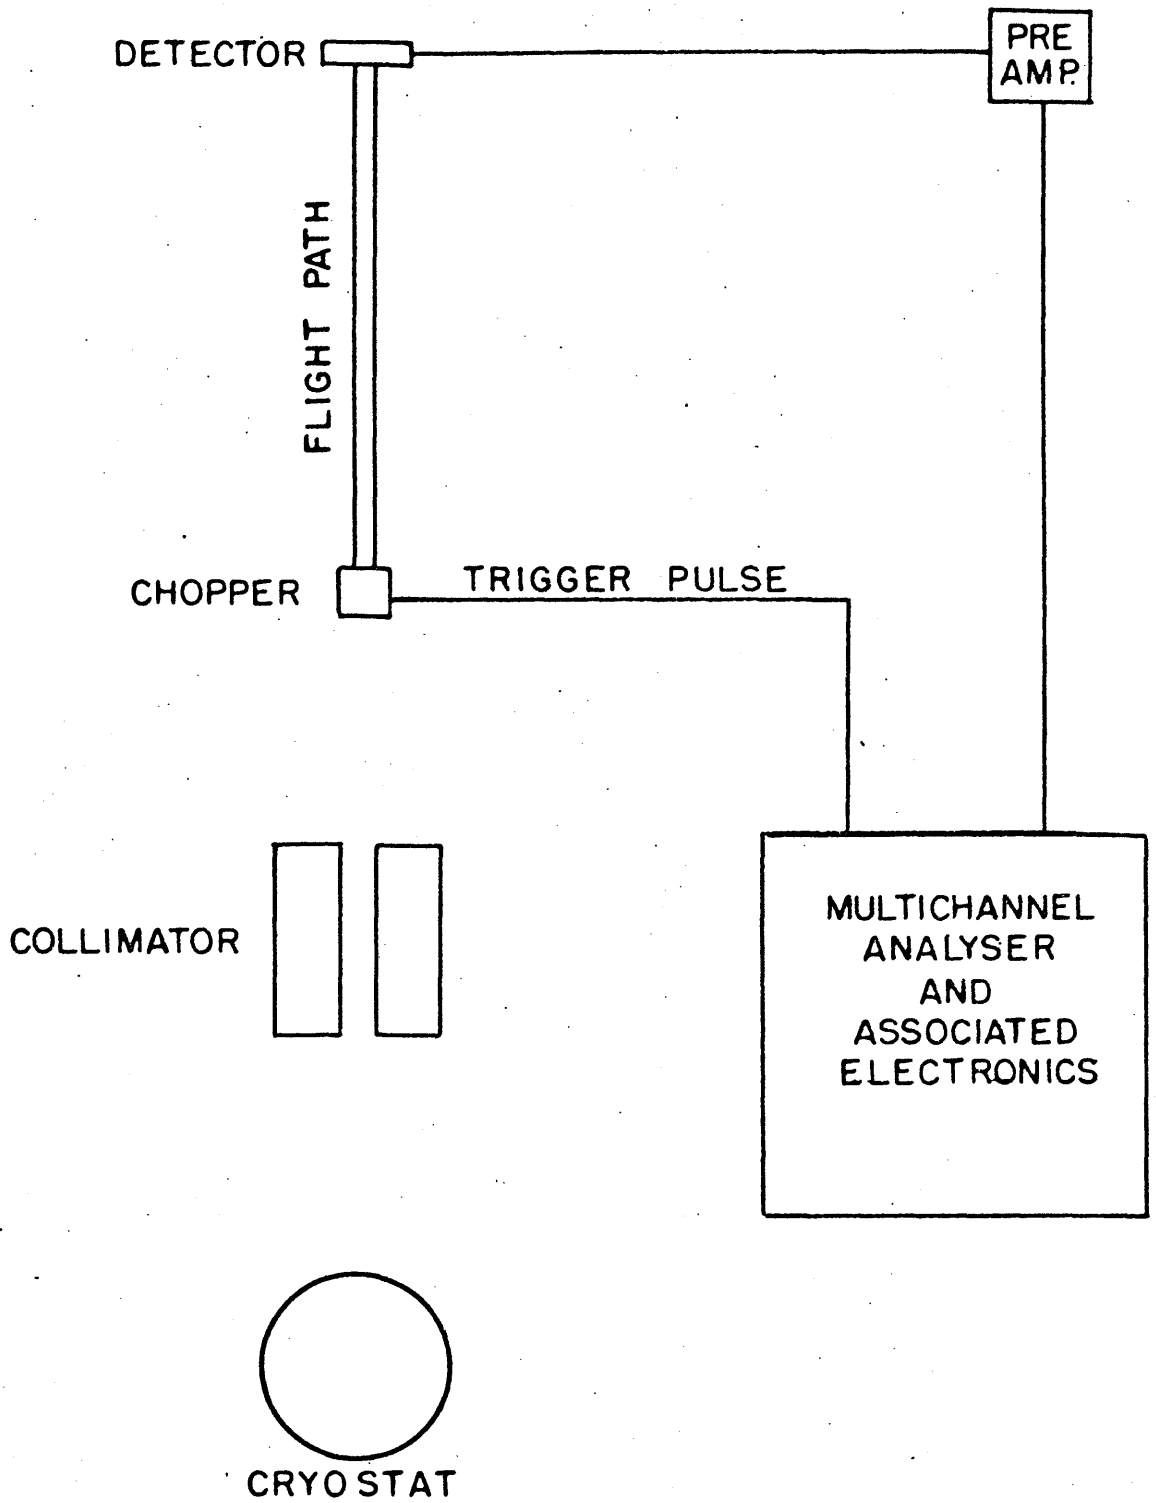 DETECTOR
PRE
AMP.
FLIGHT PATH
CHOPPER
TRIGGER PULSE
COLLIMATOR
MULTICHANNEL
ANALYSER
AND
ASSOCIATED
ELECTRONICS
CRYOSTAT